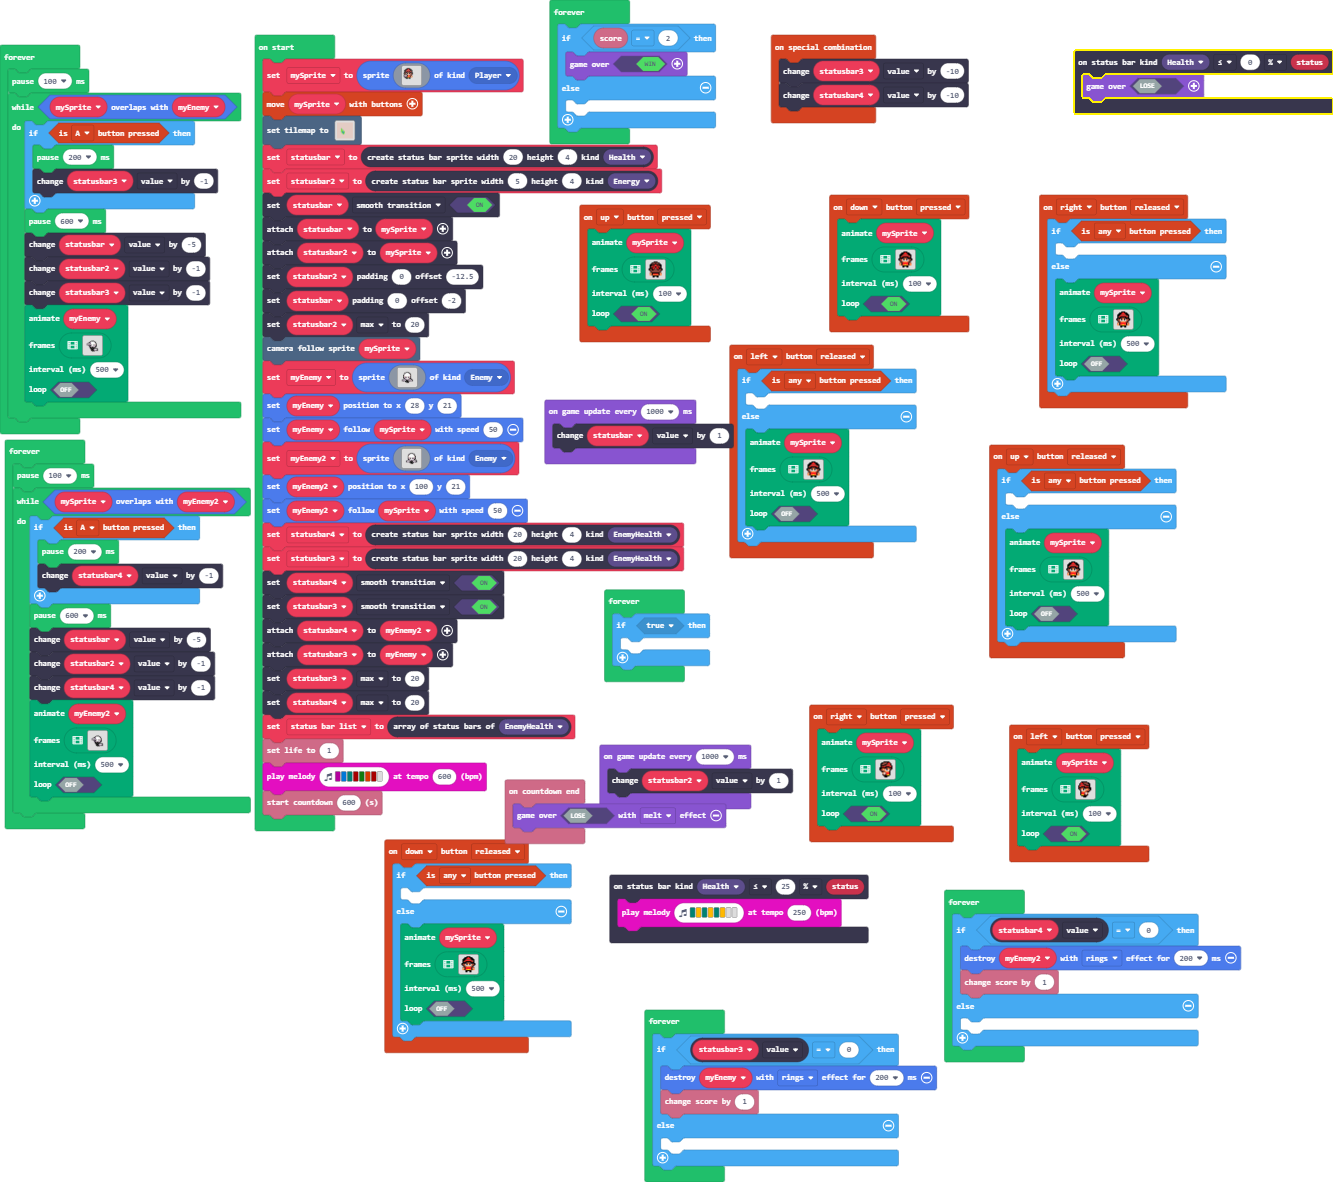 forever
pause 100 ms
while mySprite overlaps with myEnemy
do if is A button pressed then
pause 200 ms
change statusbar3 value by -1
pause 600 ms
change statusbar value by -5
change statusbar2 value by -1
change statusbar3 value by -1
animate myEnemy
frames
interval (ms) 500
loop OFF
forever
pause 100 ms
while mySprite overlaps with myEnemy2
do if is A button pressed then
pause 200 ms
change statusbar4 value by -1
pause 600 ms
change statusbar value by -5
change statusbar2 value by -1
change statusbar4 value by -1
animate myEnemy2
frames
interval (ms) 500
loop OFF
on start
set mySprite to sprite of kind Player
move mySprite with buttons
set tilemap to
set statusbar to create status bar sprite width 20 height 4 kind Health
set statusbar2 to create status bar sprite width 5 height 4 kind Energy
set statusbar smooth transition ON
attach statusbar to mySprite
attach statusbar2 to mySprite
set statusbar2 padding 0 offset -12.5
set statusbar padding 0 offset -2
set statusbar2 max to 20
camera follow sprite mySprite
set myEnemy to sprite of kind Enemy
set myEnemy position to x 28 y 21
set myEnemy follow mySprite with speed 50
set myEnemy2 to sprite of kind Enemy
set myEnemy2 position to x 100 y 21
set myEnemy2 follow mySprite with speed 50
set statusbar4 to create status bar sprite width 20 height 4 kind EnemyHealth
set statusbar3 to create status bar sprite width 20 height 4 kind EnemyHealth
set statusbar4 smooth transition ON
set statusbar3 smooth transition ON
attach statusbar4 to myEnemy2
attach statusbar3 to myEnemy
set statusbar3 max to 20
set statusbar4 max to 20
set status bar list to array of status bars of EnemyHealth
set life to 1
play melody at tempo 600 (bpm)
start countdown 600 (s)
forever
if score = 2 then
game over WIN
else
on special combination
change statusbar3 value by -10
change statusbar4 value by -10
on status bar kind Health ≤ 0 % status
game over LOSE
on up button pressed
animate mySprite
frames
interval (ms) 100
loop ON
on down button pressed
animate mySprite
frames
interval (ms) 100
loop ON
on right button released
if is any button pressed then
else
animate mySprite
frames
interval (ms) 500
loop OFF
on left button released
if is any button pressed then
else
animate mySprite
frames
interval (ms) 500
loop OFF
on game update every 1000 ms
change statusbar value by 1
on up button released
if is any button pressed then
else
animate mySprite
frames
interval (ms) 500
loop OFF
forever
if true then
on right button pressed
animate mySprite
frames
interval (ms) 100
loop ON
on left button pressed
animate mySprite
frames
interval (ms) 100
loop ON
on game update every 1000 ms
change statusbar2 value by 1
on countdown end
game over LOSE with melt effect
on down button released
if is any button pressed then
else
animate mySprite
frames
interval (ms) 500
loop OFF
on status bar kind Health ≤ 25 % status
play melody at tempo 250 (bpm)
forever
if statusbar4 value = 0 then
destroy myEnemy2 with rings effect for 200 ms
change score by 1
else
forever
if statusbar3 value = 0 then
destroy myEnemy with rings effect for 200 ms
change score by 1
else